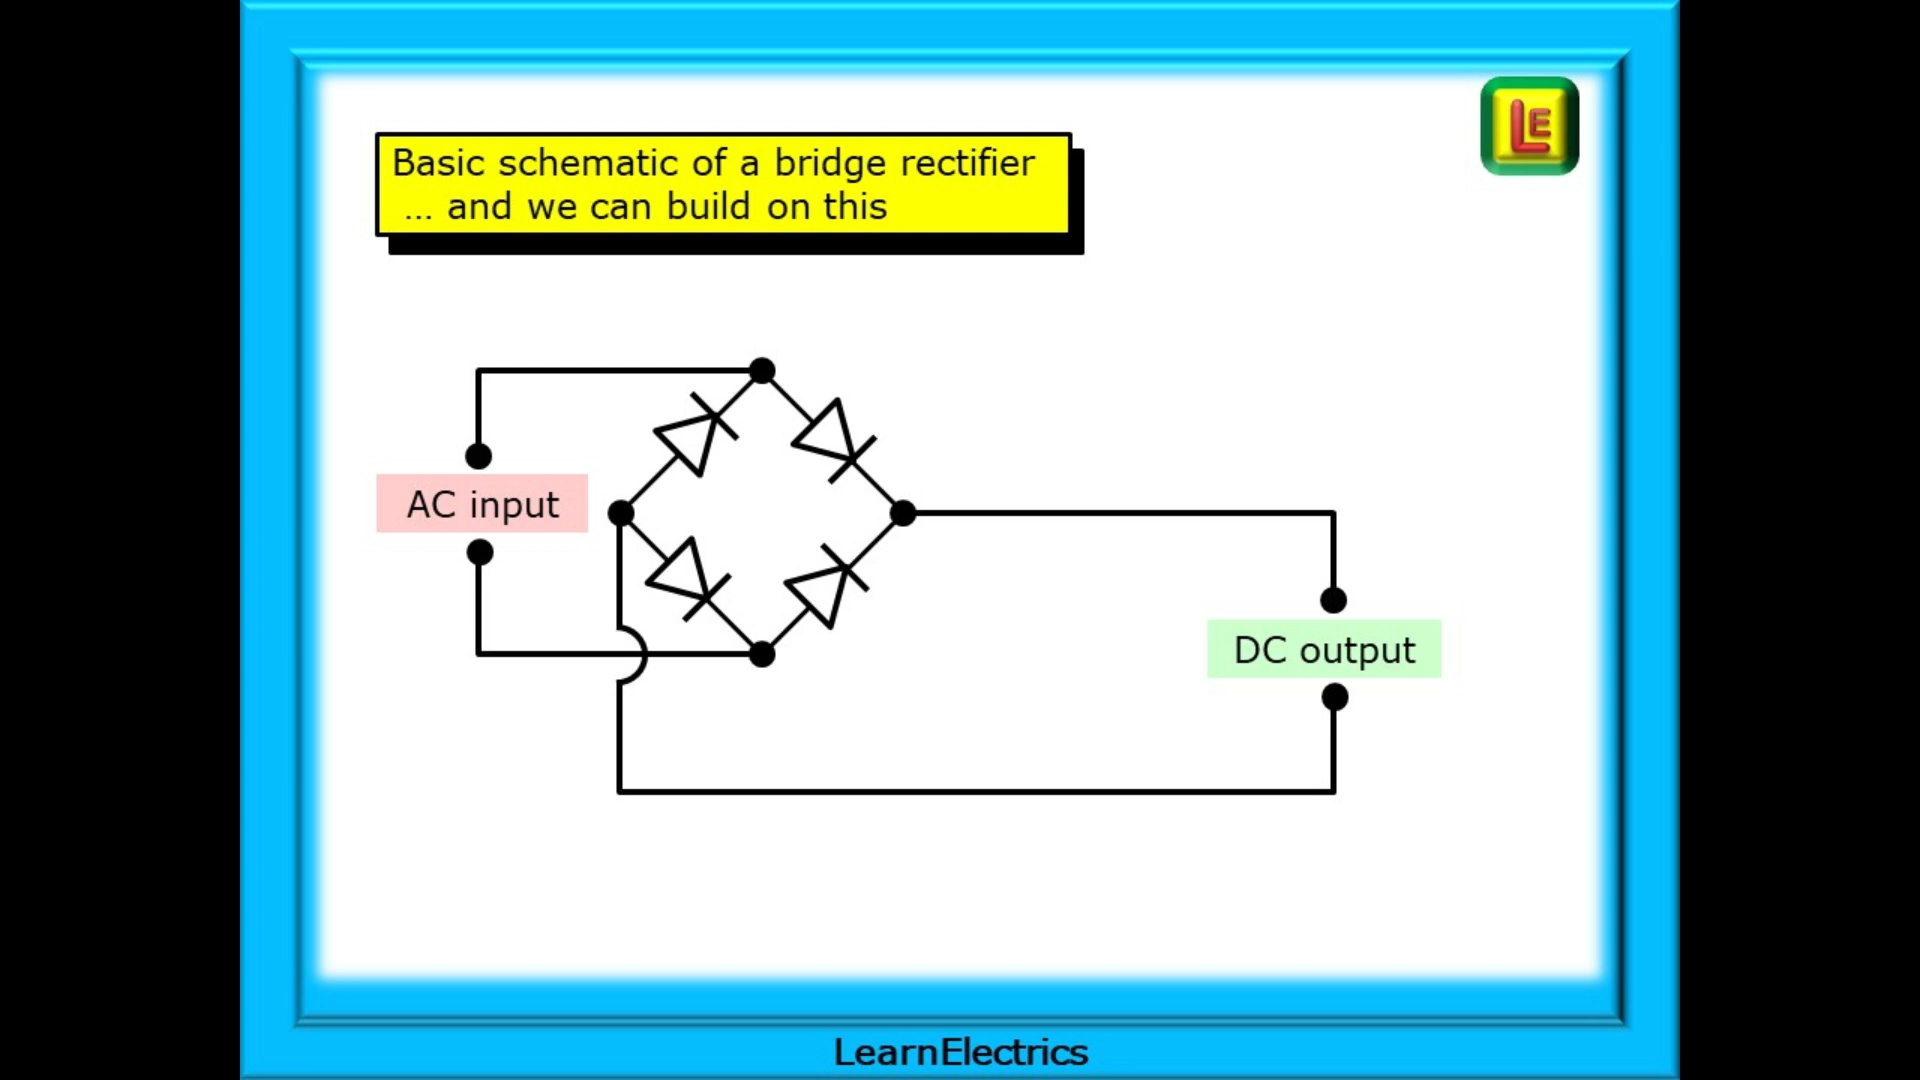 LE
Basic schematic of a bridge rectifier
... and we can build on this
AC input
DC output
LearnElectrics